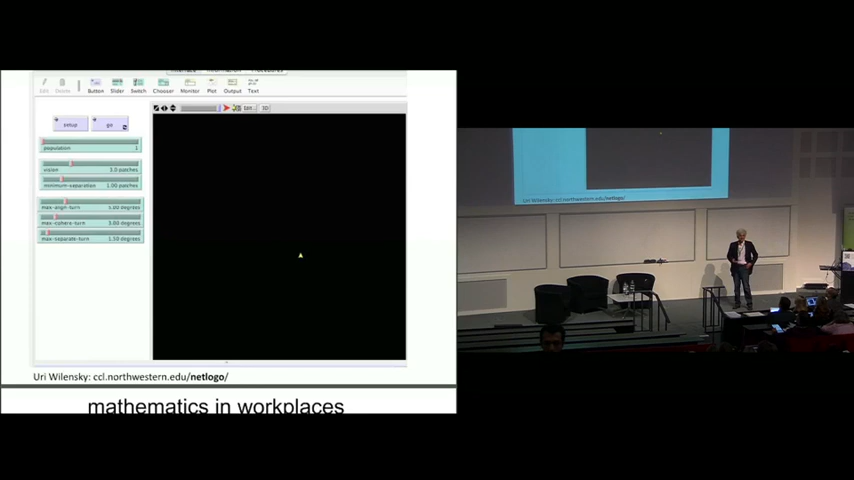 Edit Delete Button Slider Switch Chooser Monitor Plot Output Text
3D
setup go
population 1
vision 3.0 patches
minimum-separation 1.00 patches
max-align-turn 5.00 degrees
max-cohere-turn 3.00 degrees
max-separate-turn 1.50 degrees
Uri Wilensky: ccl.northwestern.edu/netlogo/
mathematics in workplaces
Uri Wilensky: ccl.northwestern.edu/netlogo/